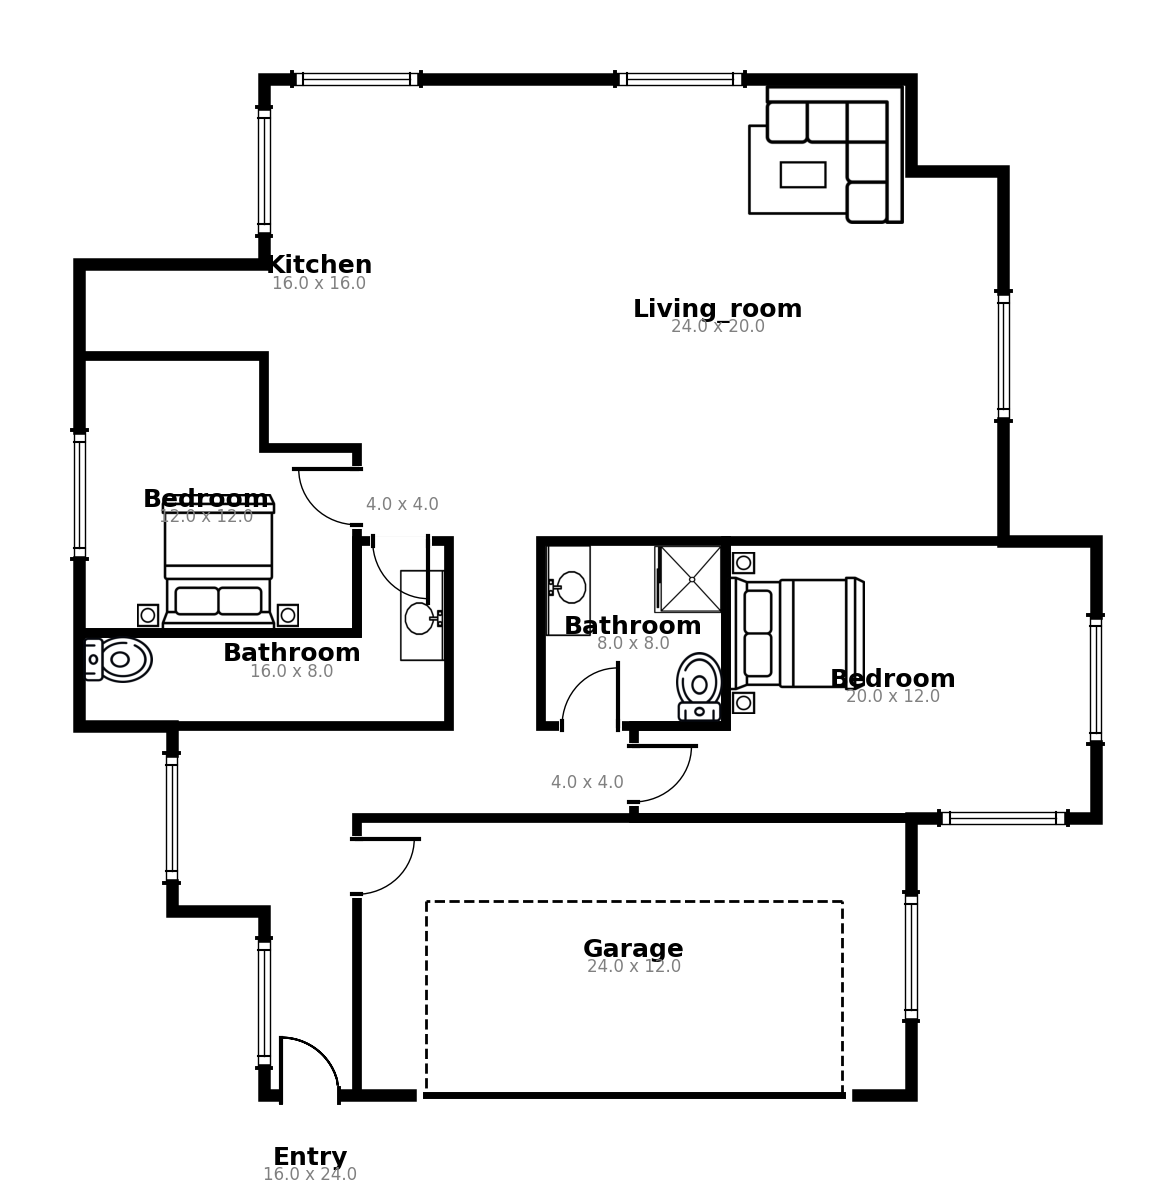 Kitchen
16.0 x 16.0
Living_room
24.0 x 20.0
Bedroom
12.0 x 12.0
4.0 x 4.0
Bathroom
16.0 x 8.0
Bathroom
8.0 x 8.0
Bedroom
20.0 x 12.0
4.0 x 4.0
Garage
24.0 x 12.0
Entry
16.0 x 24.0